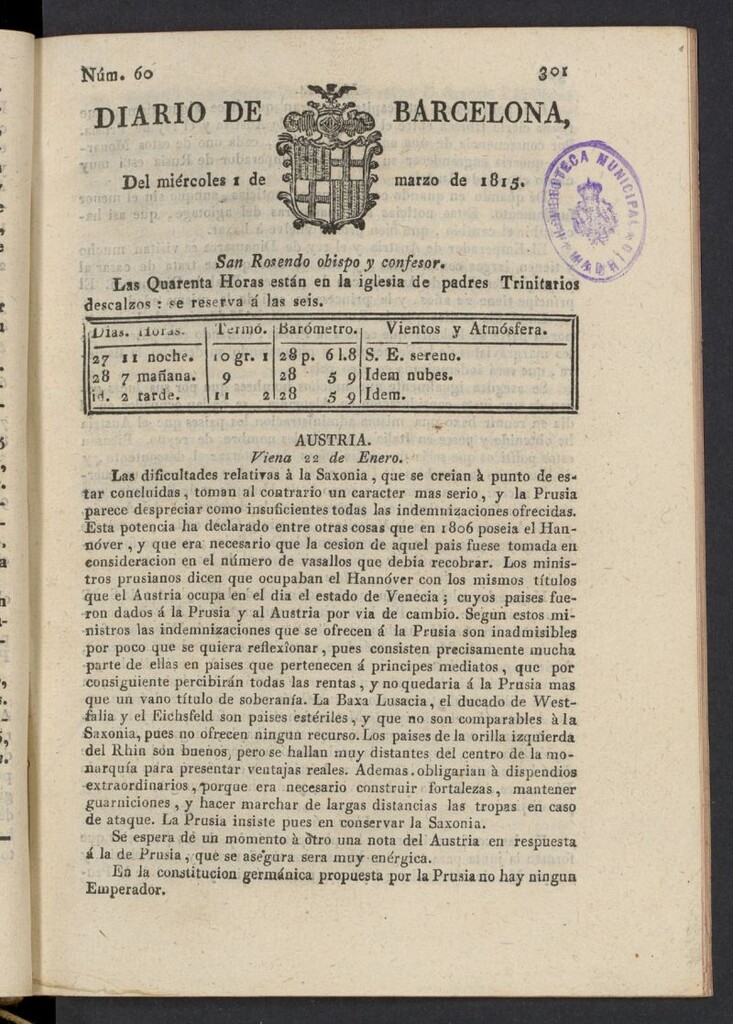 Núm. 60
301
DIARIO DE BARCELONA,
Del miércoles 1 de marzo de 1815.
HEMEROTECA MUNICIPAL
MADRID
San Rosendo obispo y confesor.
Las Quarenta Horas están en la iglesia de padres Trinitarios
descalzos : se reserva á las seis.
Dias. Horas. Termó. Barómetro. Vientos y Atmósfera.
27 11 noche. 10 gr. 1 28 p. 6 l.8 S. E. sereno.
28 7 mañana. 9 28 5 9 Idem nubes.
id. 2 tarde. 11 2 28 5 9 Idem.
AUSTRIA.
Viena 22 de Enero.
Las dificultades relativas à la Saxonia, que se creian à punto de es-
tar concluidas, toman al contrario un caracter mas serio, y la Prusia
parece despreciar como insuficientes todas las indemnizaciones ofrecidas.
Esta potencia ha declarado entre otras cosas que en 1806 poseia el Han-
nóver, y que era necesario que la cesion de aquel pais fuese tomada en
consideracion en el número de vasallos que debia recobrar. Los minis-
tros prusianos dicen que ocupaban el Hannóver con los mismos títulos
que el Austria ocupa en el dia el estado de Venecia; cuyos paises fue-
ron dados á la Prusia y al Austria por via de cambio. Segun estos mi-
nistros las indemnizaciones que se ofrecen á la Prusia son inadmisibles
por poco que se quiera reflexîonar, pues consisten precisamente mucha
parte de ellas en paises que pertenecen á principes mediatos, que por
consiguiente percibirán todas las rentas, y no quedaria á la Prusia mas
que un vano título de soberanía. La Baxa Lusacia, el ducado de West-
falia y el Eichsfeld son paises estériles, y que no son comparables à la
Saxonia, pues no ofrecen ningun recurso. Los paises de la orilla izquierda
del Rhin son buenos, pero se hallan muy distantes del centro de la mo-
narquía para presentar ventajas reales. Ademas obligarian à dispendios
extraordinarios, porque era necesario construir fortalezas, mantener
guarniciones, y hacer marchar de largas distancias las tropas en caso
de ataque. La Prusia insiste pues en conservar la Saxonia.
Se espera de un momento à otro una nota del Austria en respuesta
á la de Prusia, que se asegura sera muy enérgica.
En la constitucion germánica propuesta por la Prusia no hay ningun
Emperador.